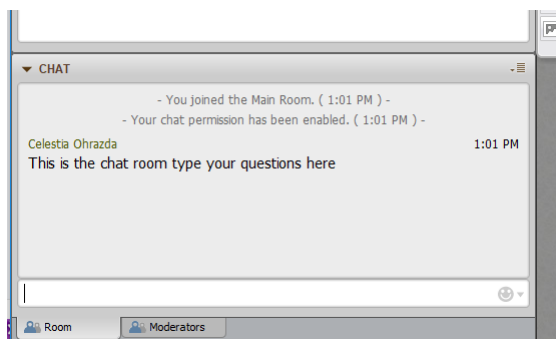 CHAT
- You joined the Main Room. ( 1:01 PM ) -
- Your chat permission has been enabled. ( 1:01 PM ) -
Celestia Ohrazda 1:01 PM
This is the chat room type your questions here
Room Moderators